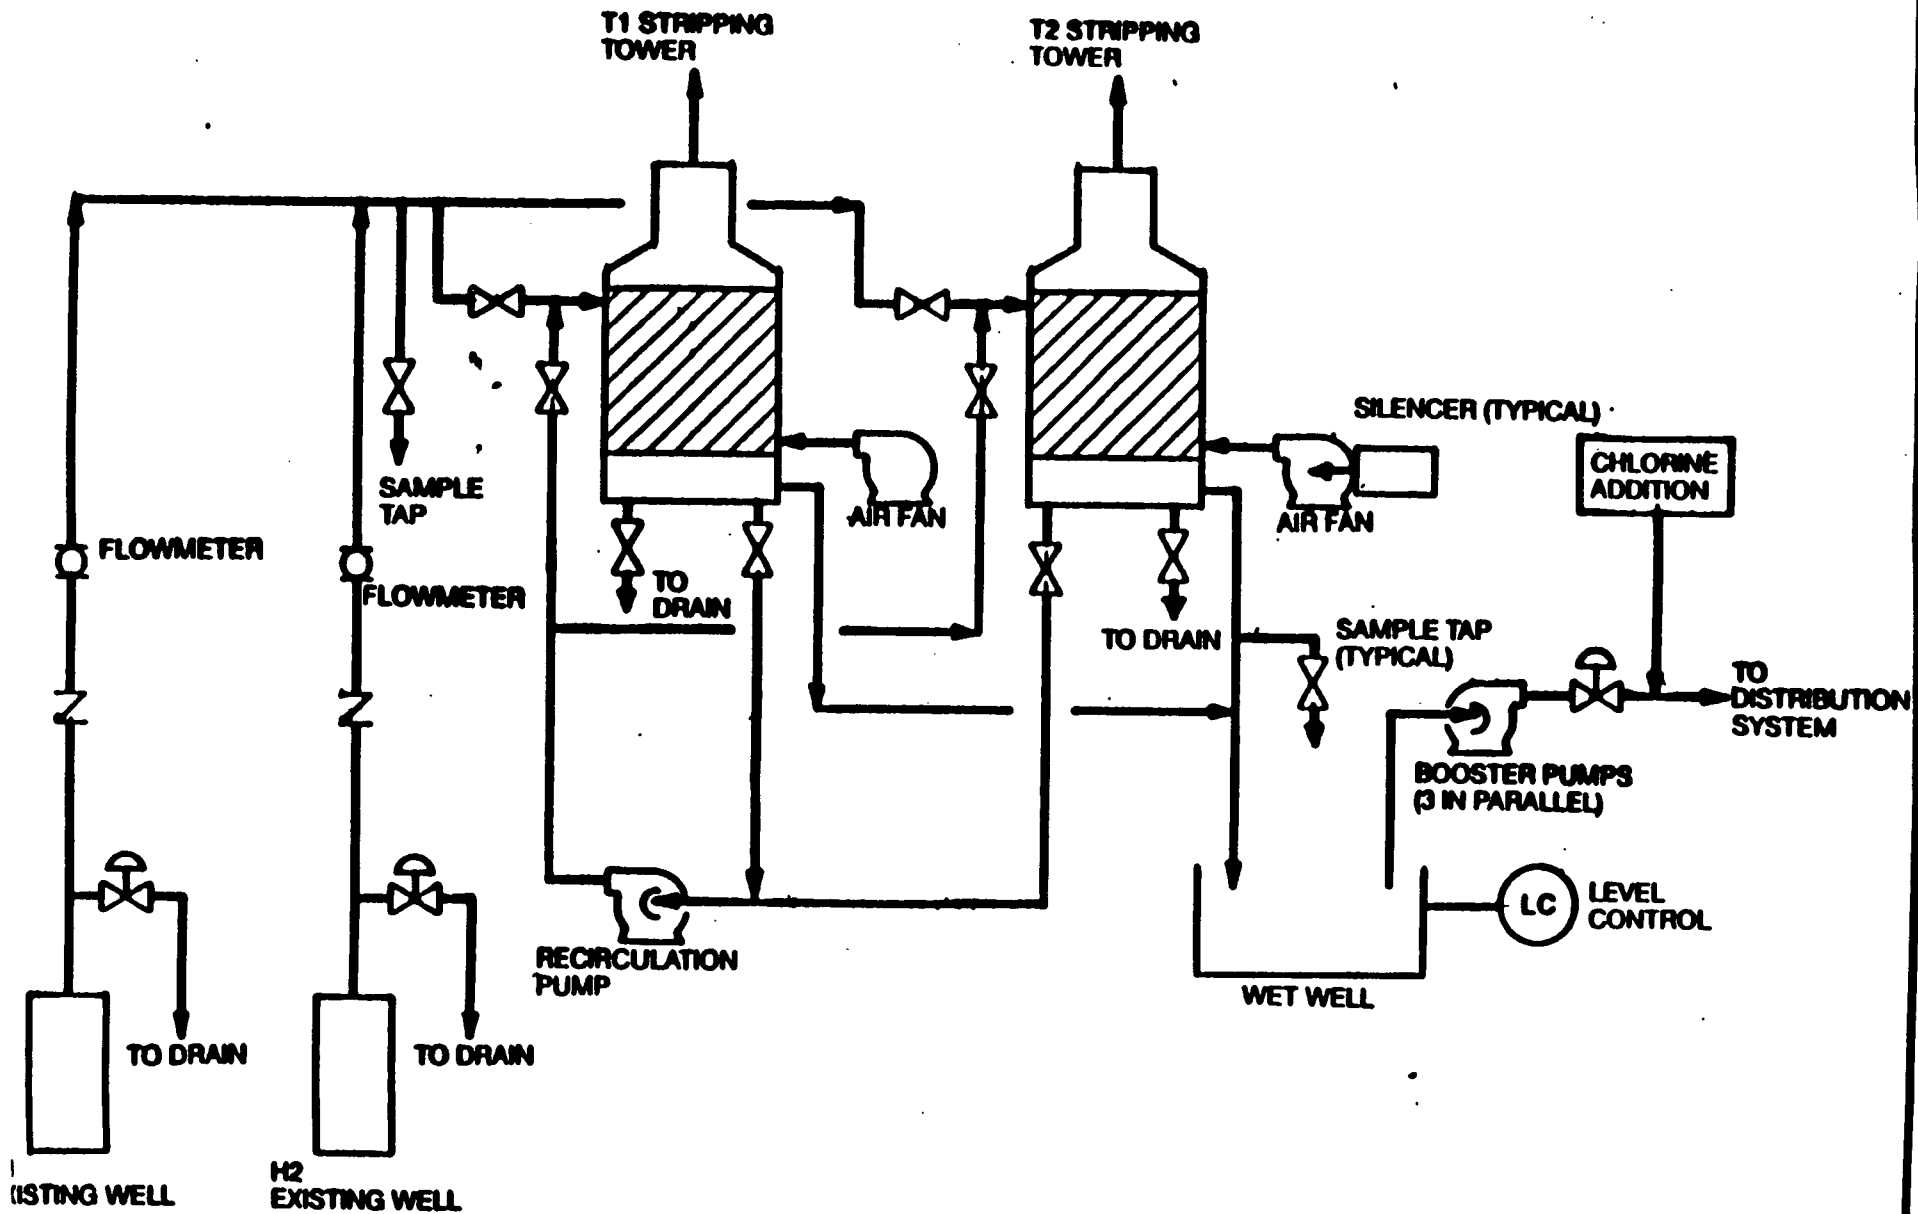 T1 STRIPPING
TOWER
T2 STRIPPING
TOWER
SILENCER (TYPICAL)
CHLORINE
ADDITION
SAMPLE
TAP
AIR FAN
AIR FAN
FLOWMETER
FLOWMETER
TO
DRAIN
TO DRAIN
SAMPLE TAP
(TYPICAL)
TO
DISTRIBUTION
SYSTEM
BOOSTER PUMPS
(3 IN PARALLEL)
LC
LEVEL
CONTROL
RECIRCULATION
PUMP
WET WELL
TO DRAIN
TO DRAIN
ISTING WELL
H2
EXISTING WELL